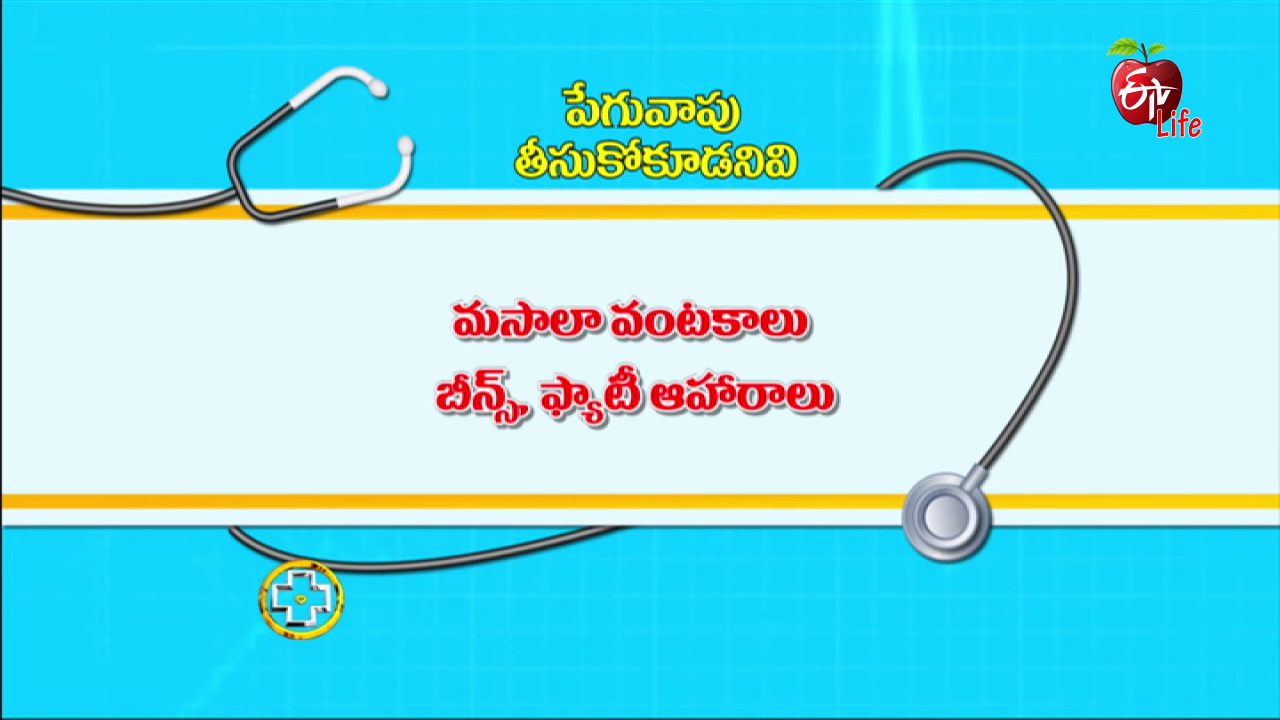 పేగువాపు
తీసుకోకూడనివి
ETV
Life
మసాలా వంటకాలు
బీన్స్, ఫ్యాటీ ఆహారాలు